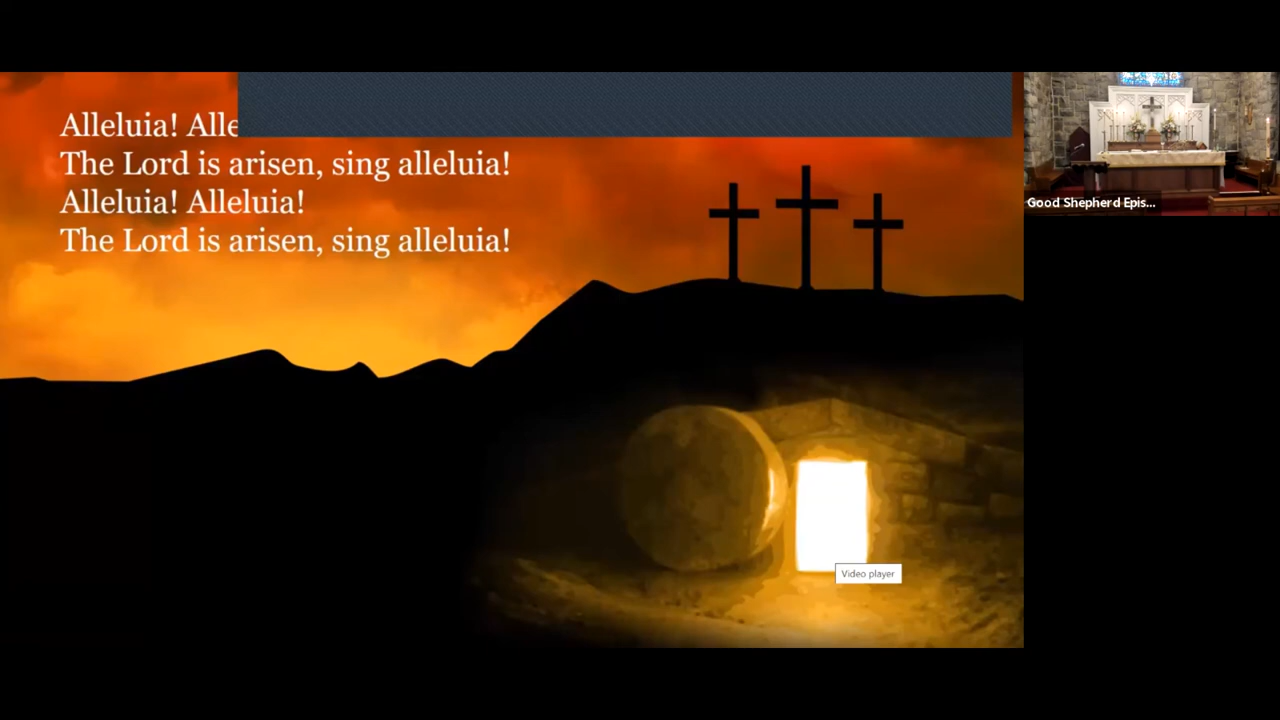 Alleluia! Alle
The Lord is arisen, sing alleluia!
Alleluia! Alleluia!
The Lord is arisen, sing alleluia!
Good Shepherd Epis...
Video player